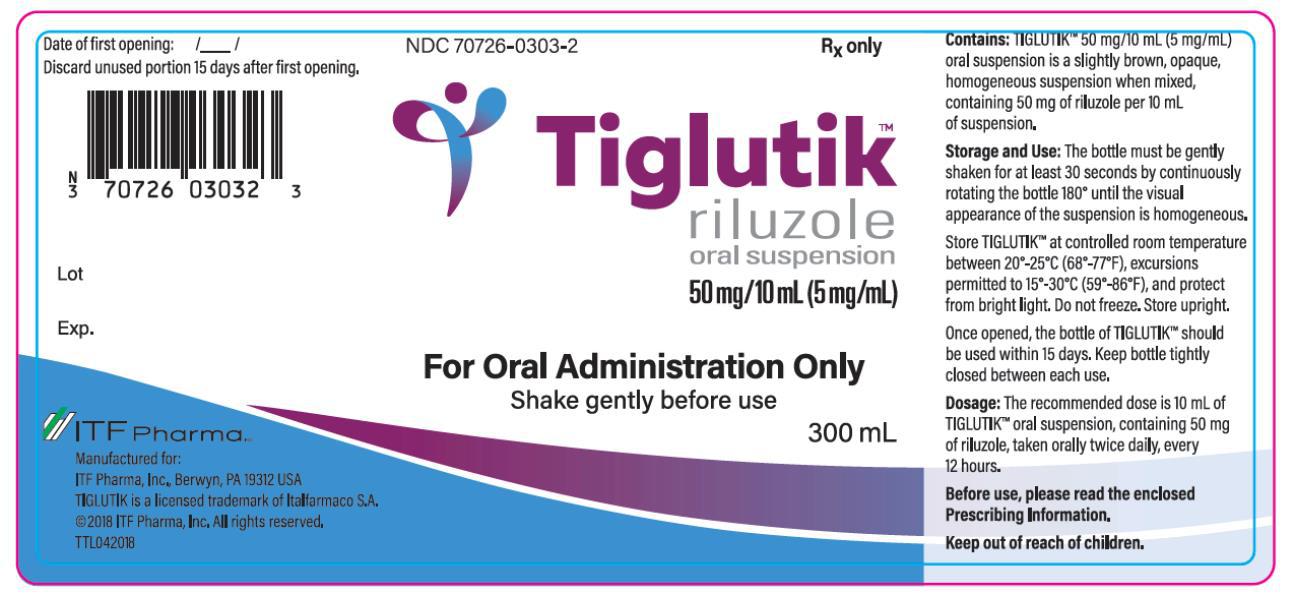 Date of first opening: /___ /
Discard unused portion 15 days after first opening.
N
3 70726 03032 3
Lot
Exp.
ITF Pharma
Manufactured for:
ITF Pharma, Inc., Berwyn, PA 19312 USA
TIGLUTIK is a licensed trademark of Italfarmaco S.A.
©2018 ITF Pharma, Inc. All rights reserved.
TTL042018
NDC 70726-0303-2
Rx only
Tiglutik™
riluzole
oral suspension
50 mg/10 mL (5 mg/mL)
For Oral Administration Only
Shake gently before use
300 mL
Contains: TIGLUTIK™ 50 mg/10 mL (5 mg/mL)
oral suspension is a slightly brown, opaque,
homogeneous suspension when mixed,
containing 50 mg of riluzole per 10 mL
of suspension.
Storage and Use: The bottle must be gently
shaken for at least 30 seconds by continuously
rotating the bottle 180° until the visual
appearance of the suspension is homogeneous.
Store TIGLUTIK™ at controlled room temperature
between 20°-25°C (68°-77°F), excursions
permitted to 15°-30°C (59°-86°F), and protect
from bright light. Do not freeze. Store upright.
Once opened, the bottle of TIGLUTIK™ should
be used within 15 days. Keep bottle tightly
closed between each use.
Dosage: The recommended dose is 10 mL of
TIGLUTIK™ oral suspension, containing 50 mg
of riluzole, taken orally twice daily, every
12 hours.
Before use, please read the enclosed
Prescribing Information.
Keep out of reach of children.